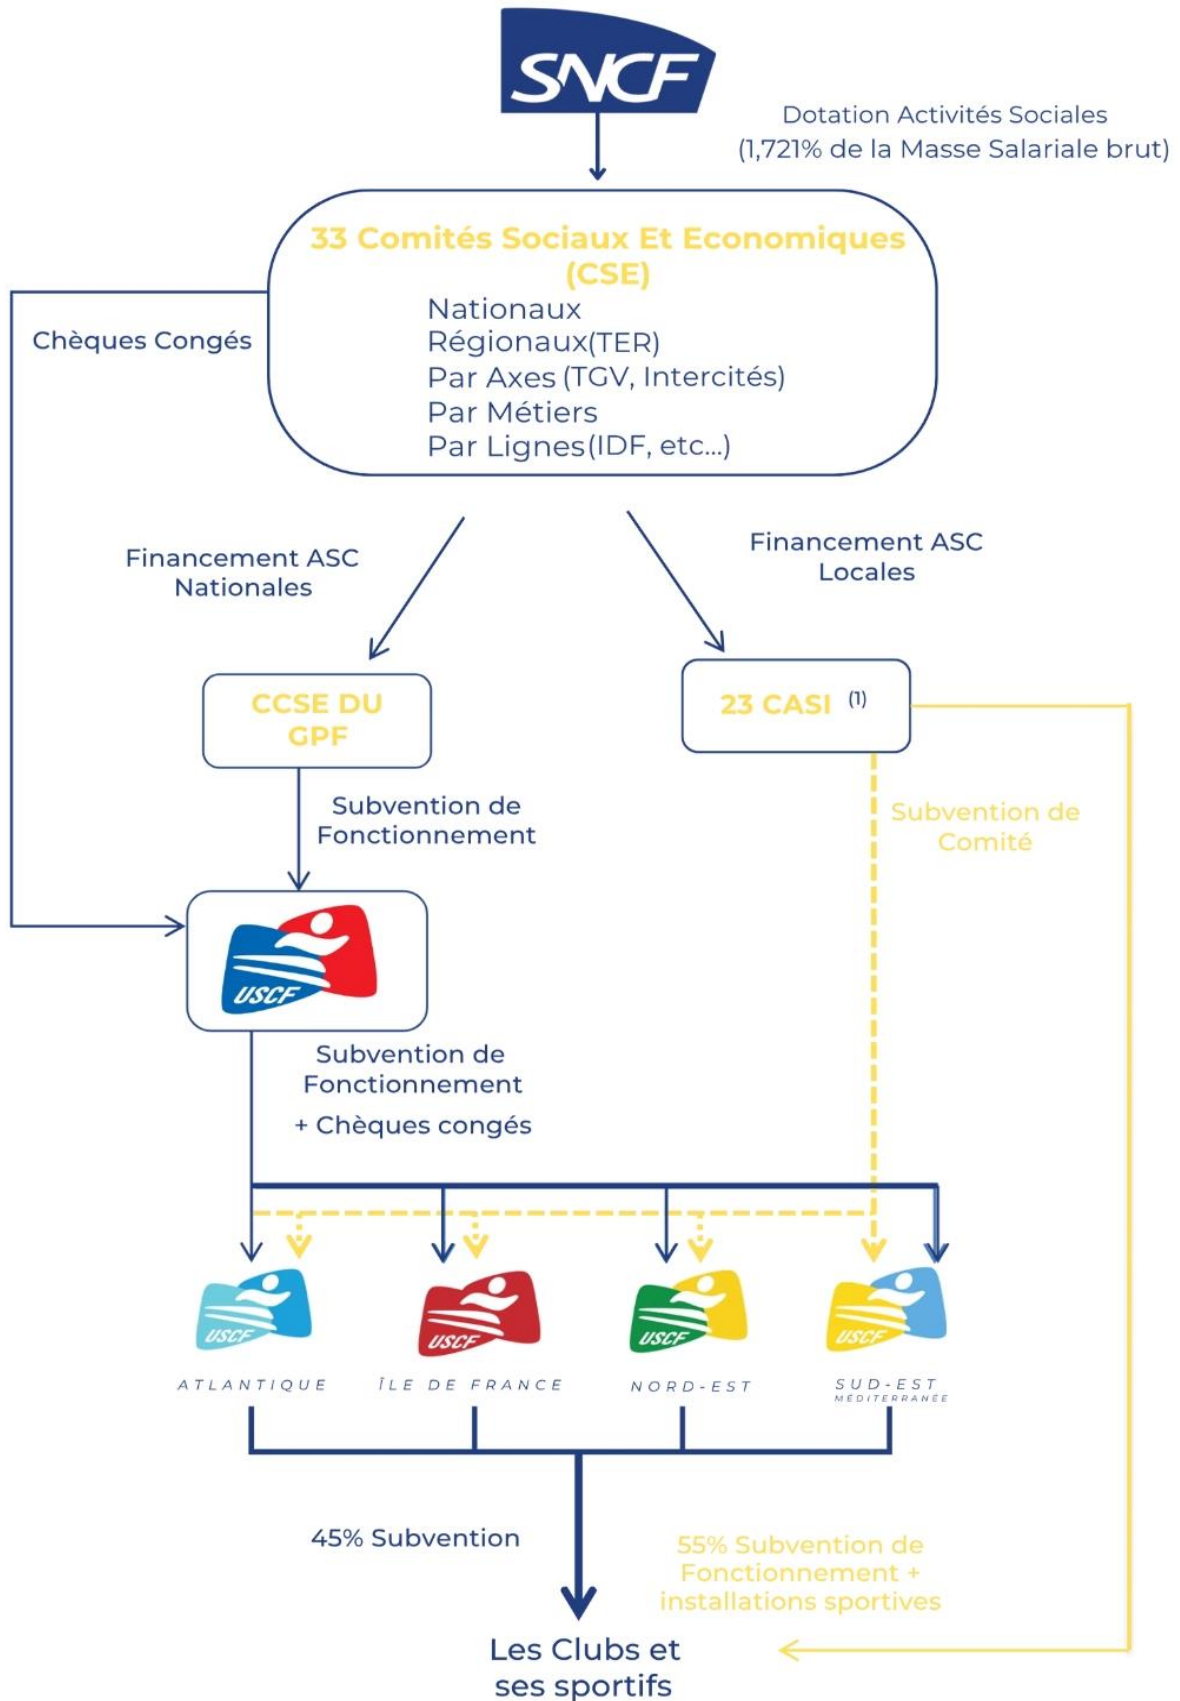 SNCF
Dotation Activités Sociales
(1,721% de la Masse Salariale brut)
33 Comités Sociaux Et Economiques
(CSE)
Nationaux
Régionaux(TER)
Par Axes (TGV, Intercités)
Par Métiers
Par Lignes(IDF, etc...)
Chèques Congés
Financement ASC
Nationales
Financement ASC
Locales
CCSE DU
GPF
23 CASI (1)
Subvention de
Fonctionnement
Subvention de
Comité
USCF
Subvention de
Fonctionnement
+ Chèques congés
USCF
USCF
USCF
USCF
ATLANTIQUE
ÎLE DE FRANCE
NORD-EST
SUD-EST
MÉDITERRANÉE
45% Subvention
55% Subvention de
Fonctionnement +
installations sportives
Les Clubs et
ses sportifs